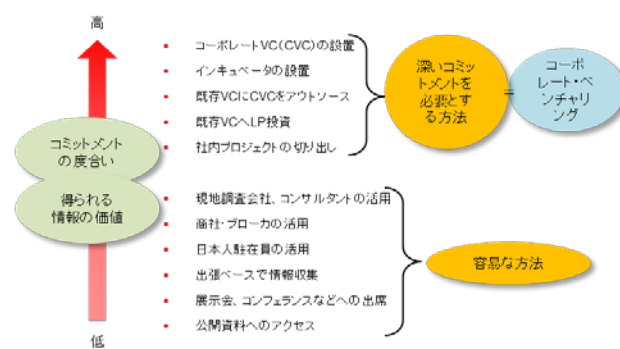 高
コーポレートVC(CVC)の設置
インキュベータの設置
既存VCにCVCをアウトソース
既存VCへLP投資
社内プロジェクトの切り出し
深いコミッ
トメントを
必要とす
る方法
=
コーポ
レート・ベ
ンチャリ
ング
コミットメント
の度合い
得られる
情報の価値
現地調査会社、コンサルタントの活用
商社・ブローカの活用
日本人駐在員の活用
出張ベースで情報収集
展示会、コンフェランスなどへの出席
公開資料へのアクセス
容易な方法
低